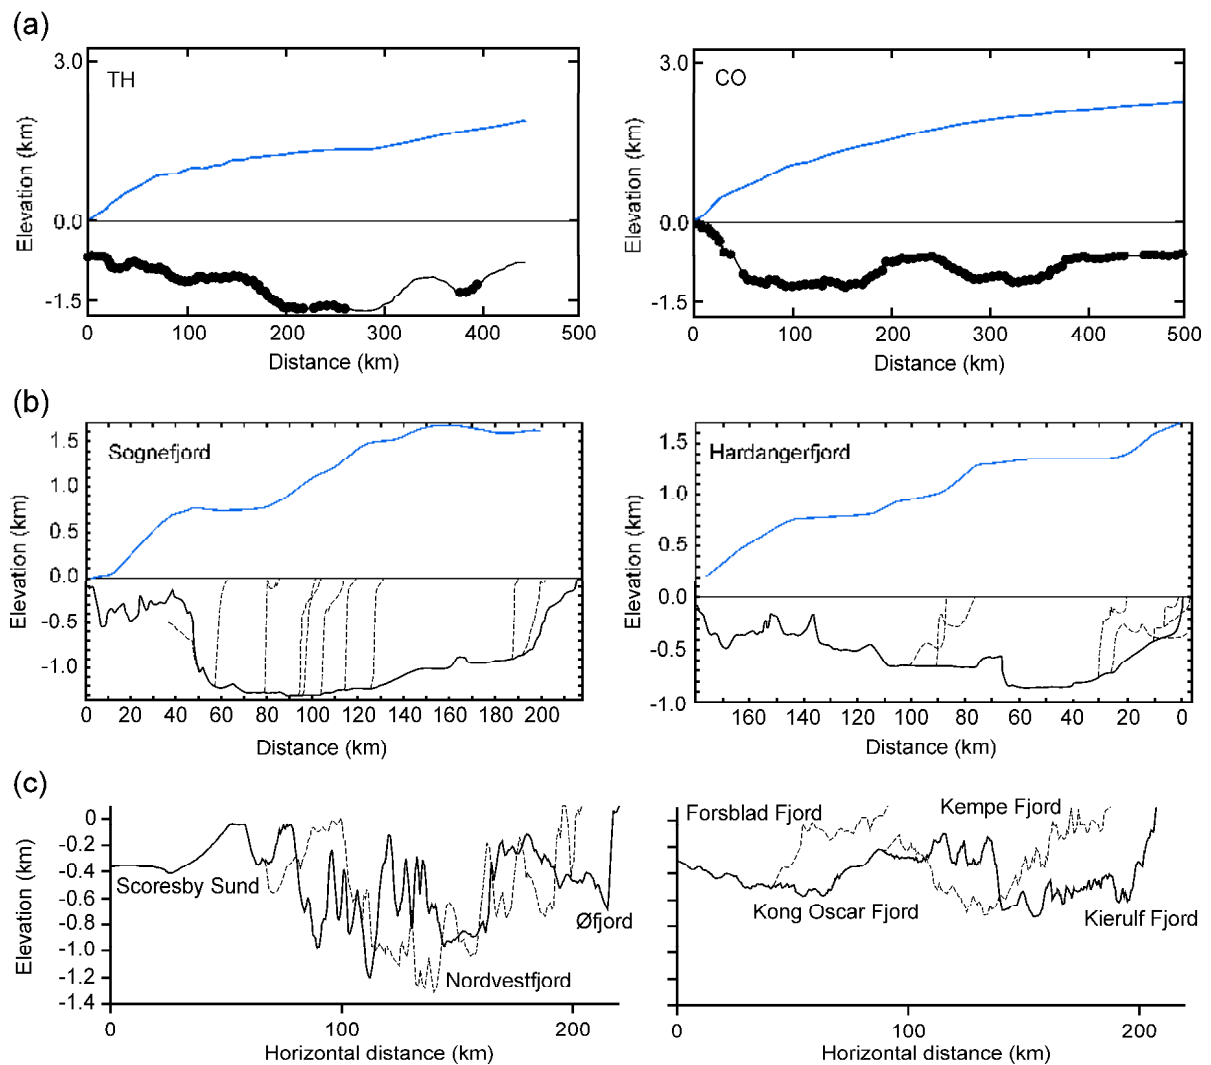 (a)
TH
3.0
0.0
-1.5
Elevation (km)
0 100 200 300 400 500
Distance (km)
CO
3.0
0.0
-1.5
Elevation (km)
0 100 200 300 400 500
Distance (km)
(b)
Sognefjord
1.5
1.0
0.5
0.0
-0.5
-1.0
Elevation (km)
0 20 40 60 80 100 120 140 160 180 200
Distance (km)
Hardangerfjord
1.5
1.0
0.5
0.0
-0.5
-1.0
Elevation (km)
160 140 120 100 80 60 40 20 0
Distance (km)
(c)
0
-0.2
-0.4
-0.6
-0.8
-1.0
-1.2
-1.4
Elevation (km)
Scoresby Sund
Øfjord
Nordvestfjord
0 100 200
Horizontal distance (km)
Forsblad Fjord
Kempe Fjord
Kong Oscar Fjord
Kierulf Fjord
0 100 200
Horizontal distance (km)